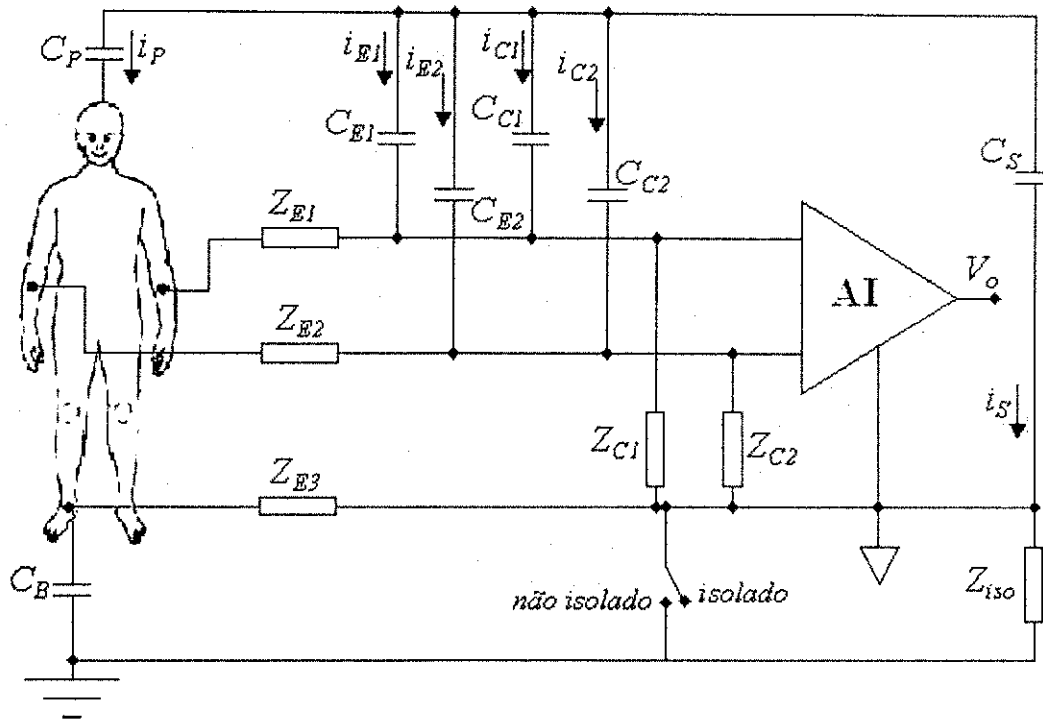 C_P
i_P
i_E1
i_E2
i_C1
i_C2
C_E1
C_C1
C_E2
C_C2
C_S
Z_E1
Z_E2
AI
V_o
i_S
Z_C1
Z_C2
Z_E3
C_B
não isolado
isolado
Z_iso